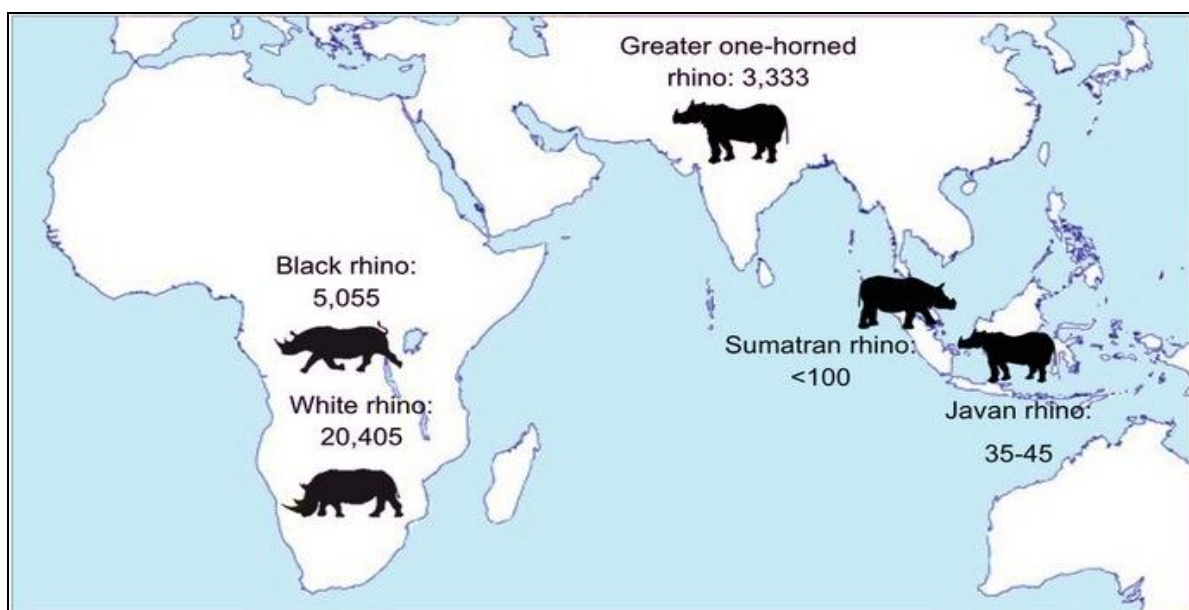 Greater one-horned
rhino: 3,333
Black rhino:
5,055
White rhino:
20,405
Sumatran rhino:
<100
Javan rhino:
35-45